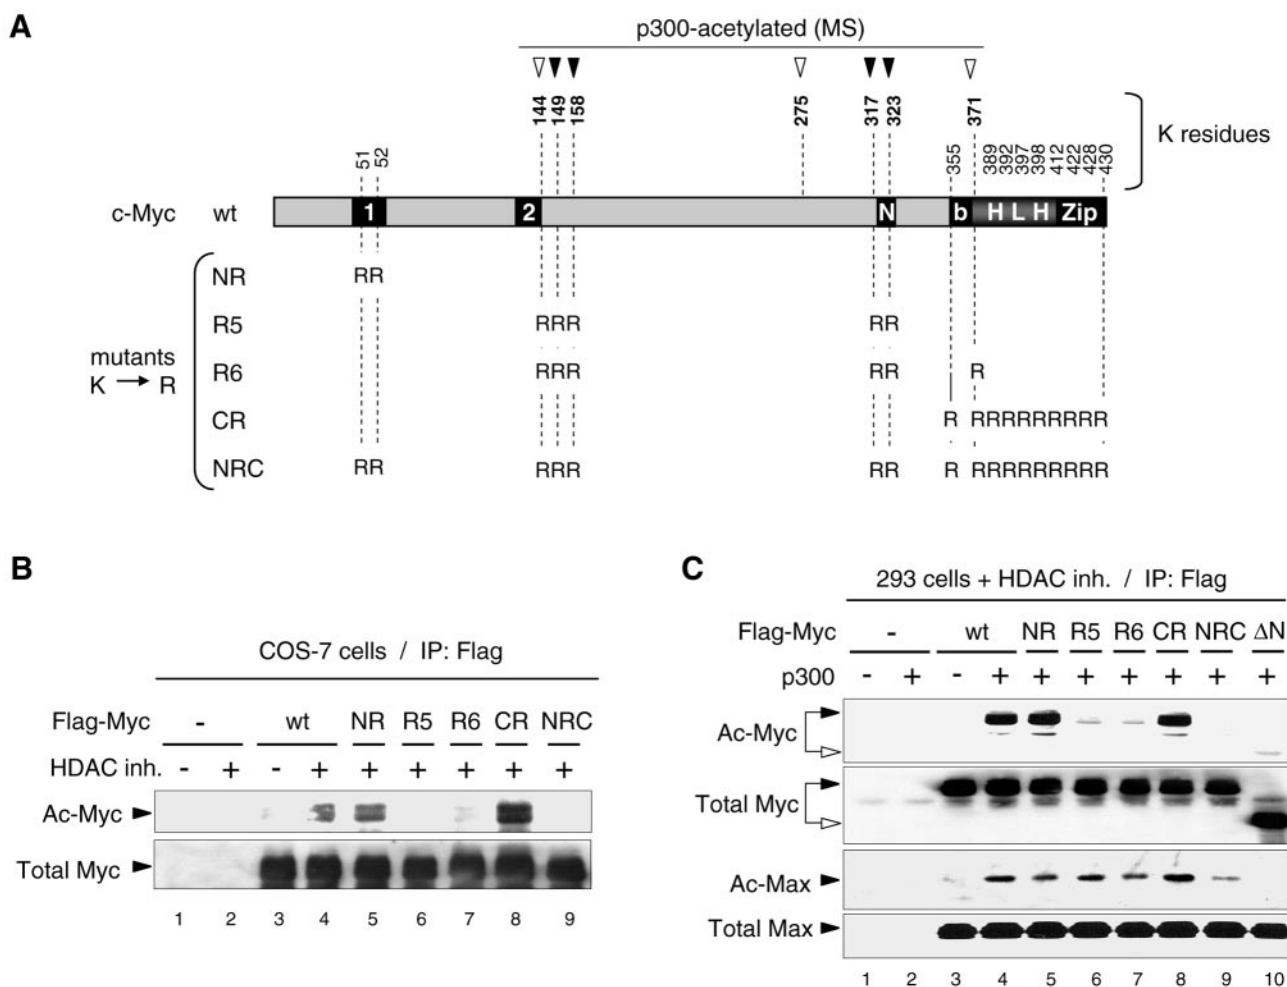 A
p300-acetylated (MS)
144 149 158 275 317 323 371
51 52 355 389 392 397 398 412 422 428 430
K residues
c-Myc wt 1 2 N b H L H Zip
NR RR
R5 RRR RR
mutants
K → R
R6 RRR RR R
CR R RRRRRRRRR
NRC RR RRR RR R RRRRRRRRR
B
COS-7 cells / IP: Flag
Flag-Myc - wt NR R5 R6 CR NRC
HDAC inh. - + - + + + + + +
Ac-Myc
Total Myc
1 2 3 4 5 6 7 8 9
C
293 cells + HDAC inh. / IP: Flag
Flag-Myc - wt NR R5 R6 CR NRC ΔN
p300 - + - + + + + + + +
Ac-Myc
Total Myc
Ac-Max
Total Max
1 2 3 4 5 6 7 8 9 10